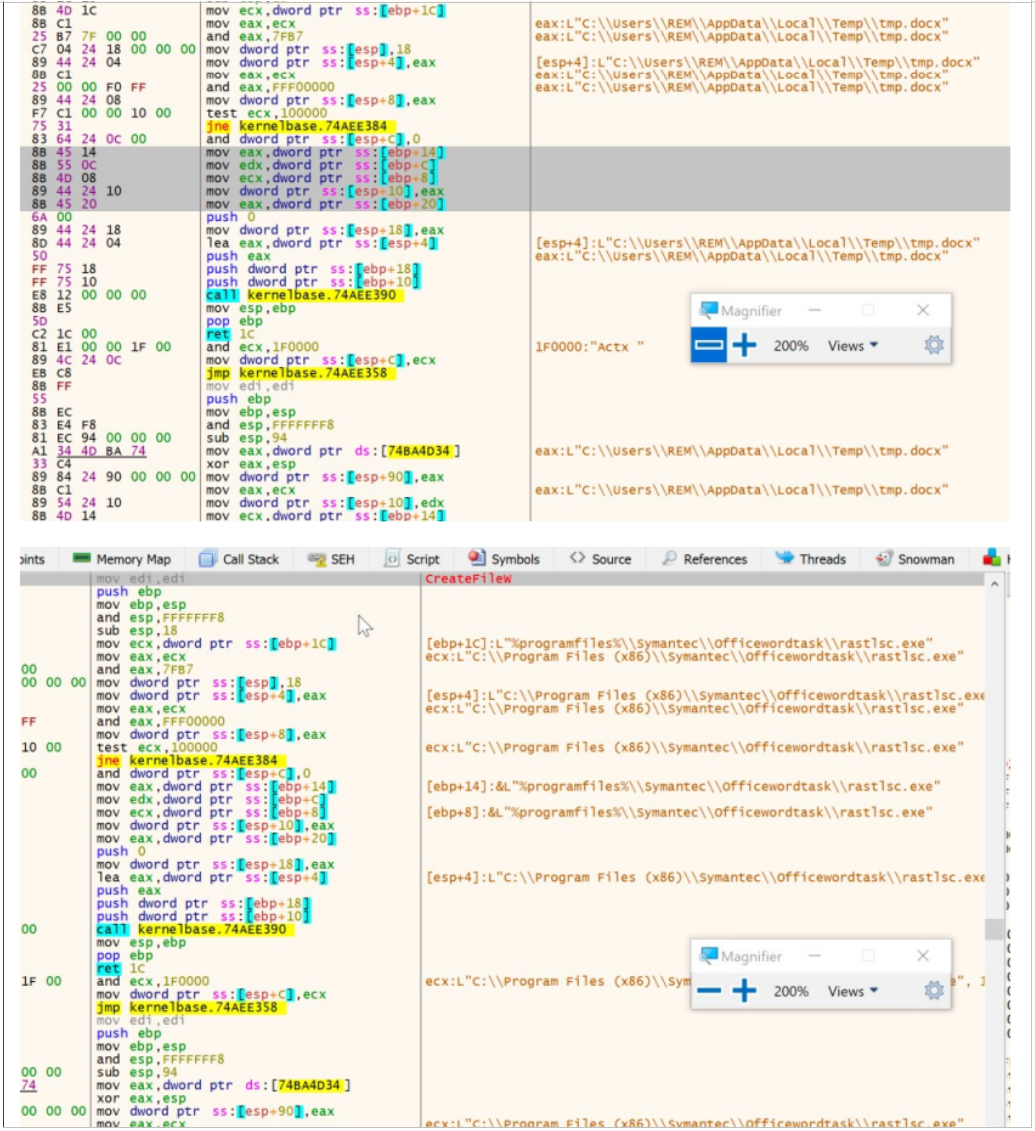 8B 4D 1C mov ecx,dword ptr ss:[ebp+1C]
8B C1 mov eax,ecx eax:L"C:\\Users\\REM\\AppData\\Local\\Temp\\tmp.docx"
25 B7 7F 00 00 and eax,7FB7 eax:L"C:\\Users\\REM\\AppData\\Local\\Temp\\tmp.docx"
C7 04 24 18 00 00 00 mov dword ptr ss:[esp],18
89 44 24 04 mov dword ptr ss:[esp+4],eax [esp+4]:L"C:\\Users\\REM\\AppData\\Local\\Temp\\tmp.docx"
8B C1 mov eax,ecx eax:L"C:\\Users\\REM\\AppData\\Local\\Temp\\tmp.docx"
25 00 00 F0 FF and eax,FFF00000 eax:L"C:\\Users\\REM\\AppData\\Local\\Temp\\tmp.docx"
89 44 24 08 mov dword ptr ss:[esp+8],eax
F7 C1 00 00 10 00 test ecx,100000
75 31 jne kernelbase.74AEE384
83 64 24 0C 00 and dword ptr ss:[esp+C],0
8B 45 14 mov eax,dword ptr ss:[ebp+14]
8B 55 0C mov edx,dword ptr ss:[ebp+C]
8B 4D 08 mov ecx,dword ptr ss:[ebp+8]
89 44 24 10 mov dword ptr ss:[esp+10],eax
8B 45 20 mov eax,dword ptr ss:[ebp+20]
6A 00 push 0
89 44 24 18 mov dword ptr ss:[esp+18],eax
8D 44 24 04 lea eax,dword ptr ss:[esp+4] [esp+4]:L"C:\\Users\\REM\\AppData\\Local\\Temp\\tmp.docx"
50 push eax eax:L"C:\\Users\\REM\\AppData\\Local\\Temp\\tmp.docx"
FF 75 18 push dword ptr ss:[ebp+18]
FF 75 10 push dword ptr ss:[ebp+10]
E8 12 00 00 00 call kernelbase.74AEE390
8B E5 mov esp,ebp
5D pop ebp
C2 1C 00 ret 1C
81 E1 00 00 1F 00 and ecx,1F0000 1F0000:"Actx "
89 4C 24 0C mov dword ptr ss:[esp+C],ecx
EB C8 jmp kernelbase.74AEE358
8B FF mov edi,edi
55 push ebp
8B EC mov ebp,esp
83 E4 F8 and esp,FFFFFFF8
81 EC 94 00 00 00 sub esp,94
A1 34 4D BA 74 mov eax,dword ptr ds:[74BA4D34] eax:L"C:\\Users\\REM\\AppData\\Local\\Temp\\tmp.docx"
33 C4 xor eax,esp
89 84 24 90 00 00 00 mov dword ptr ss:[esp+90],eax
8B C1 mov eax,ecx eax:L"C:\\Users\\REM\\AppData\\Local\\Temp\\tmp.docx"
89 54 24 10 mov dword ptr ss:[esp+10],edx
8B 4D 14 mov ecx,dword ptr ss:[ebp+14]
Magnifier
200% Views
oints Memory Map Call Stack SEH Script Symbols Source References Threads Snowman
mov edi,edi CreateFileW
push ebp
mov ebp,esp
and esp,FFFFFFF8
sub esp,18
mov ecx,dword ptr ss:[ebp+1C] [ebp+1C]:L"%programfiles%\\Symantec\\Officewordtask\\rastlsc.exe"
mov eax,ecx ecx:L"C:\\Program Files (x86)\\Symantec\\Officewordtask\\rastlsc.exe"
00 and eax,7FB7
00 00 00 mov dword ptr ss:[esp],18
mov dword ptr ss:[esp+4],eax [esp+4]:L"C:\\Program Files (x86)\\Symantec\\Officewordtask\\rastlsc.exe
mov eax,ecx ecx:L"C:\\Program Files (x86)\\Symantec\\Officewordtask\\rastlsc.exe"
FF and eax,FFF00000
mov dword ptr ss:[esp+8],eax
10 00 test ecx,100000 ecx:L"C:\\Program Files (x86)\\Symantec\\Officewordtask\\rastlsc.exe"
jne kernelbase.74AEE384
00 and dword ptr ss:[esp+C],0
mov eax,dword ptr ss:[ebp+14] [ebp+14]:&L"%programfiles%\\Symantec\\Officewordtask\\rastlsc.exe"
mov edx,dword ptr ss:[ebp+C]
mov ecx,dword ptr ss:[ebp+8] [ebp+8]:&L"%programfiles%\\Symantec\\Officewordtask\\rastlsc.exe"
mov dword ptr ss:[esp+10],eax
mov eax,dword ptr ss:[ebp+20]
push 0
mov dword ptr ss:[esp+18],eax
lea eax,dword ptr ss:[esp+4] [esp+4]:L"C:\\Program Files (x86)\\Symantec\\Officewordtask\\rastlsc.exe
push eax
push dword ptr ss:[ebp+18]
push dword ptr ss:[ebp+10]
00 call kernelbase.74AEE390
mov esp,ebp
pop ebp
ret 1C
1F 00 and ecx,1F0000 ecx:L"C:\\Program Files (x86)\\Sym
mov dword ptr ss:[esp+C],ecx
jmp kernelbase.74AEE358
mov edi,edi
push ebp
mov ebp,esp
and esp,FFFFFFF8
00 00 sub esp,94
74 mov eax,dword ptr ds:[74BA4D34]
xor eax,esp
00 00 00 mov dword ptr ss:[esp+90],eax
mov eax,ecx ecx:L"C:\\Program Files (x86)\\Symantec\\Officewordtask\\rastlsc.exe"
Magnifier
200% Views